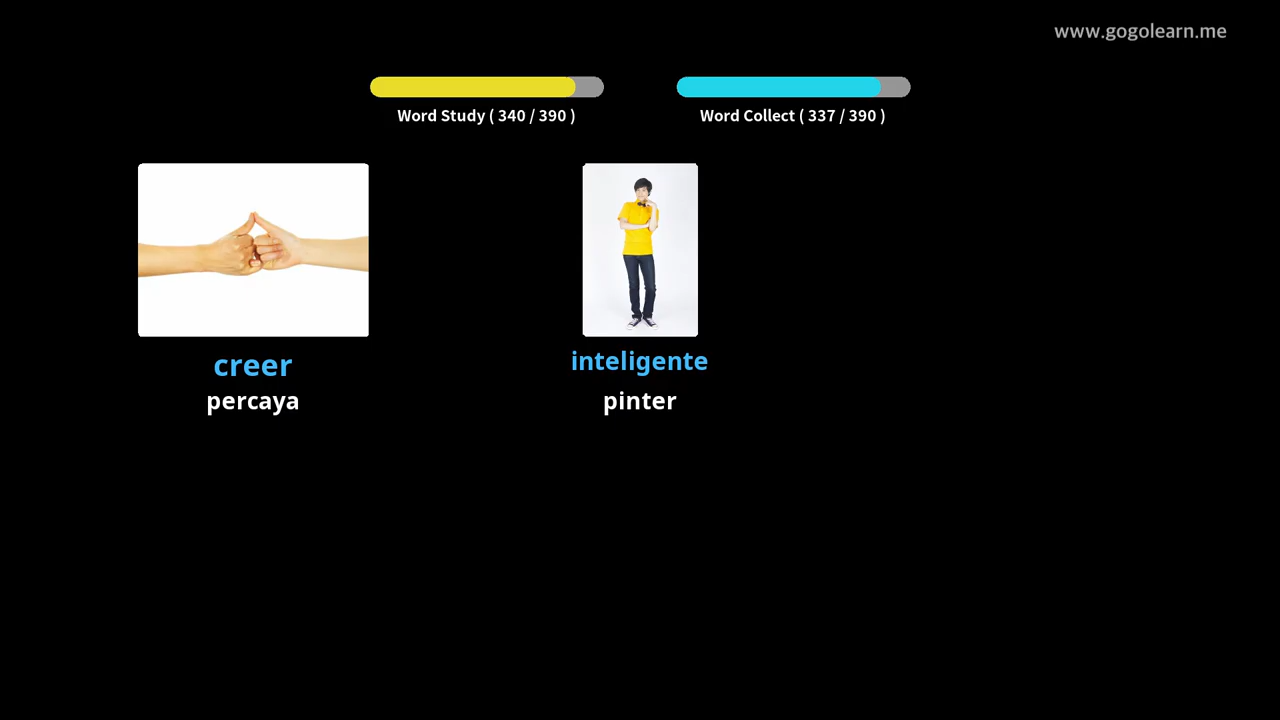 www.gogolearn.me
Word Study ( 340 / 390 )
Word Collect ( 337 / 390 )
creer
percaya
inteligente
pinter